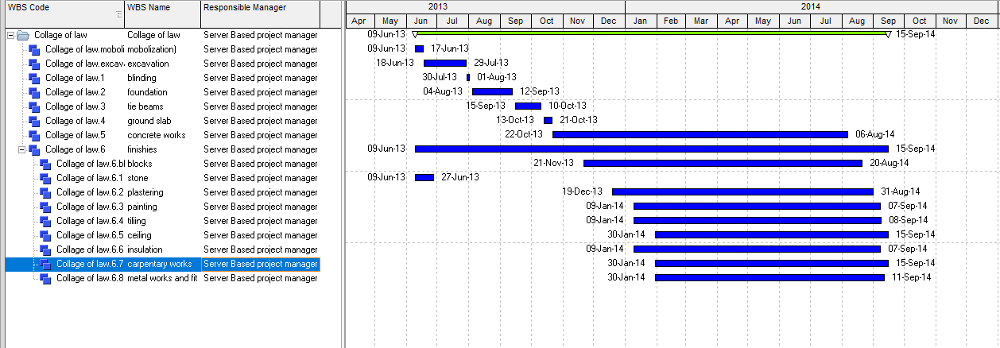 WBS Code WBS Name Responsible Manager 2013 2014
Apr May Jun Jul Aug Sep Oct Nov Dec Jan Feb Mar Apr May Jun Jul Aug Sep Oct Nov Dec
Collage of law Collage of law Server Based project manager 09-Jun-13 15-Sep-14
Collage of law.moboli mobolization) Server Based project manager 09-Jun-13 17-Jun-13
Collage of law.excav excavation Server Based project manager 18-Jun-13 29-Jul-13
Collage of law.1 blinding Server Based project manager 30-Jul-13 01-Aug-13
Collage of law.2 foundation Server Based project manager 04-Aug-13 12-Sep-13
Collage of law.3 tie beams Server Based project manager 15-Sep-13 10-Oct-13
Collage of law.4 ground slab Server Based project manager 13-Oct-13 21-Oct-13
Collage of law.5 concrete works Server Based project manager 22-Oct-13 06-Aug-14
Collage of law.6 finishies Server Based project manager 09-Jun-13 15-Sep-14
Collage of law.6.bl blocks Server Based project manager 21-Nov-13 20-Aug-14
Collage of law.6.1 stone Server Based project manager 09-Jun-13 27-Jun-13
Collage of law.6.2 plastering Server Based project manager 19-Dec-13 31-Aug-14
Collage of law.6.3 painting Server Based project manager 09-Jan-14 07-Sep-14
Collage of law.6.4 tiliing Server Based project manager 09-Jan-14 08-Sep-14
Collage of law.6.5 ceiling Server Based project manager 30-Jan-14 15-Sep-14
Collage of law.6.6 insulation Server Based project manager 09-Jan-14 07-Sep-14
Collage of law.6.7 carpentary works Server Based project manager 30-Jan-14 15-Sep-14
Collage of law.6.8 metal works and fit Server Based project manager 30-Jan-14 11-Sep-14